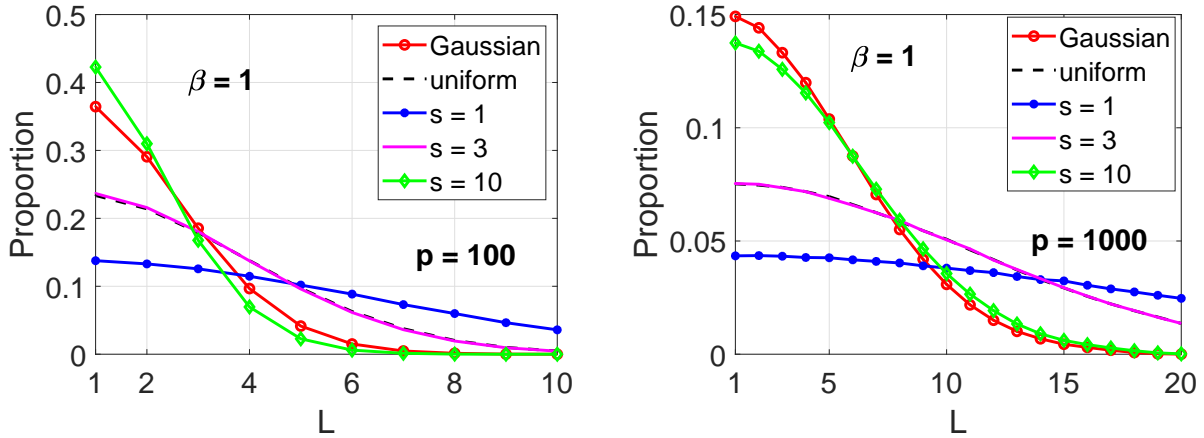 0.5
0.4
0.3
0.2
0.1
0
Proportion
β = 1
Gaussian
uniform
s = 1
s = 3
s = 10
p = 100
1
2
4
6
8
10
L
0.15
0.1
0.05
0
Proportion
β = 1
Gaussian
uniform
s = 1
s = 3
s = 10
p = 1000
1
5
10
15
20
L